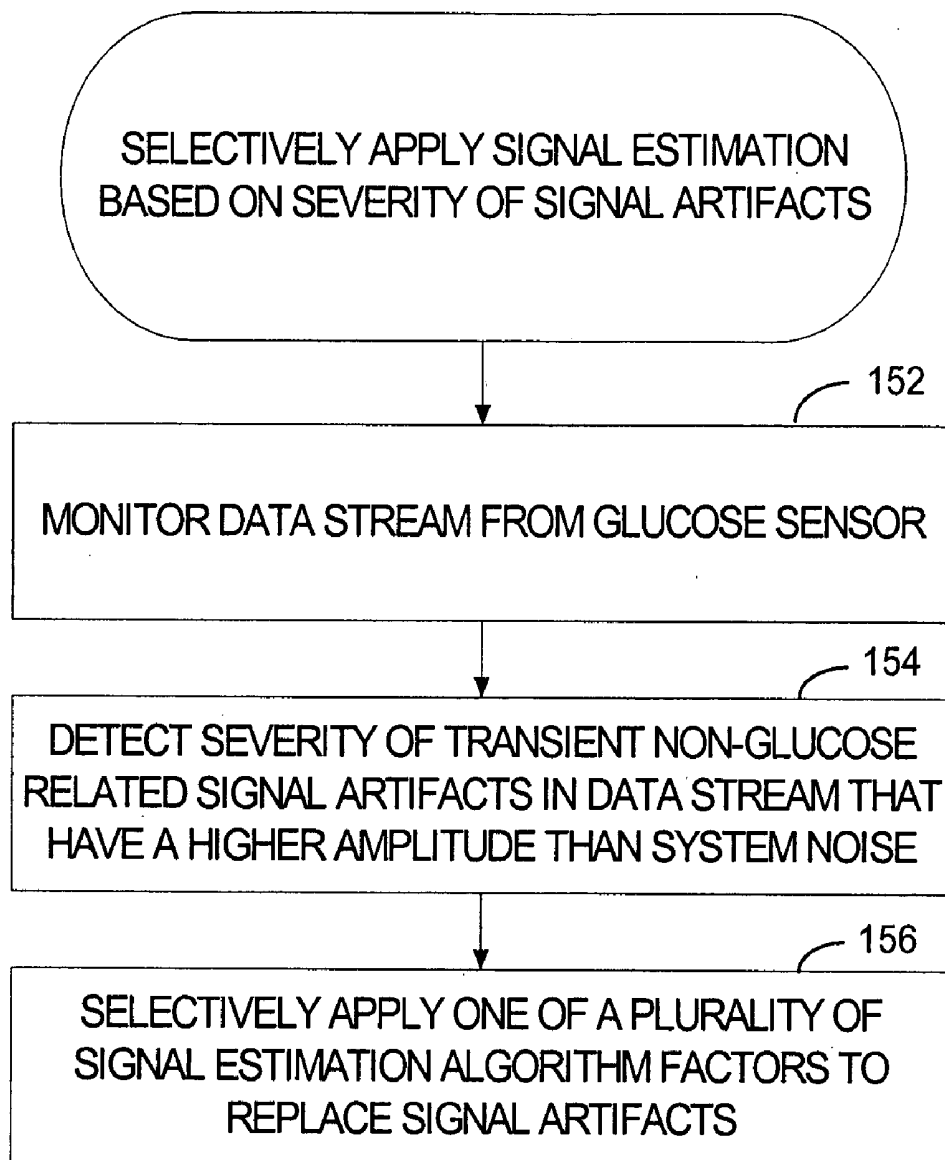 SELECTIVELY APPLY SIGNAL ESTIMATION
BASED ON SEVERITY OF SIGNAL ARTIFACTS
152
MONITOR DATA STREAM FROM GLUCOSE SENSOR
154
DETECT SEVERITY OF TRANSIENT NON-GLUCOSE
RELATED SIGNAL ARTIFACTS IN DATA STREAM THAT
HAVE A HIGHER AMPLITUDE THAN SYSTEM NOISE
156
SELECTIVELY APPLY ONE OF A PLURALITY OF
SIGNAL ESTIMATION ALGORITHM FACTORS TO
REPLACE SIGNAL ARTIFACTS